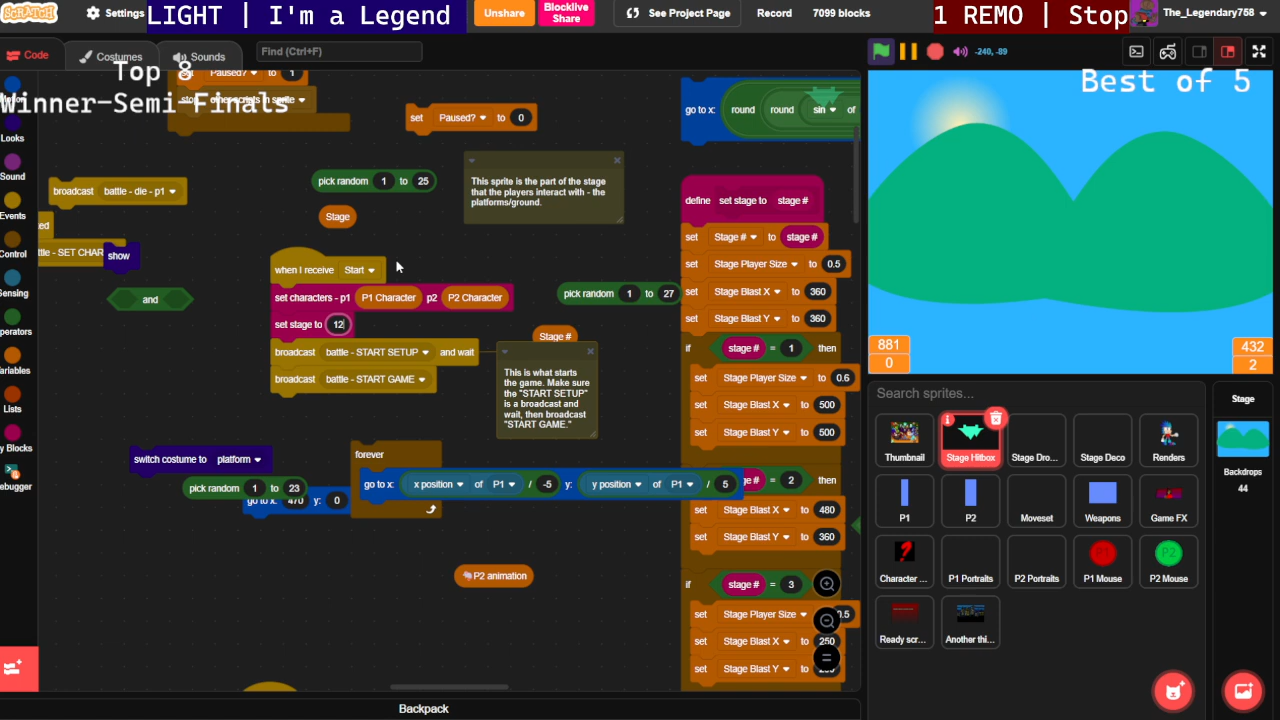 SCRATCH
Settings
LIGHT | I'm a Legend
Unshare
Blocklive
Share
See Project Page
Record
7099 blocks
1 REMO | Stop
The_Legendary758
Code
Costumes
Sounds
Find (Ctrl+F)
-240, -89
Top 8
Winner-Semi-Finals
Best of 5
Looks
Sound
Events
Control
Sensing
Lists
set Paused? to 0
broadcast battle - die - p1
pick random 1 to 25
Stage
This sprite is the part of the stage
that the players interact with - the
platforms/ground.
show
and
when I receive Start
set characters - p1 P1 Character p2 P2 Character
set stage to 12
broadcast battle - START SETUP and wait
broadcast battle - START GAME
pick random 1 to 27
Stage #
This is what starts
the game. Make sure
the "START SETUP"
is a broadcast and
wait, then broadcast
"START GAME."
switch costume to platform
pick random 1 to 23
forever
go to x: x position of P1 / -5 y: y position of P1 / 5
P2 animation
go to x: round round sin of
define set stage to stage #
set Stage # to stage #
set Stage Player Size to 0.5
set Stage Blast X to 360
set Stage Blast Y to 360
if stage # = 1 then
set Stage Player Size to 0.6
set Stage Blast X to 500
set Stage Blast Y to 500
= 2 then
set Stage Blast X to 480
set Stage Blast Y to 360
if stage # = 3
set Stage Player Size
set Stage Blast X to 250
set Stage Blast Y to
881
0
432
2
Search sprites...
Thumbnail
Stage Hitbox
Stage Dro...
Stage Deco
Renders
P1
P2
Moveset
Weapons
Game FX
Character ...
P1 Portraits
P2 Portraits
P1 Mouse
P2 Mouse
Ready scr...
Another thi...
Stage
Backdrops
44
Backpack